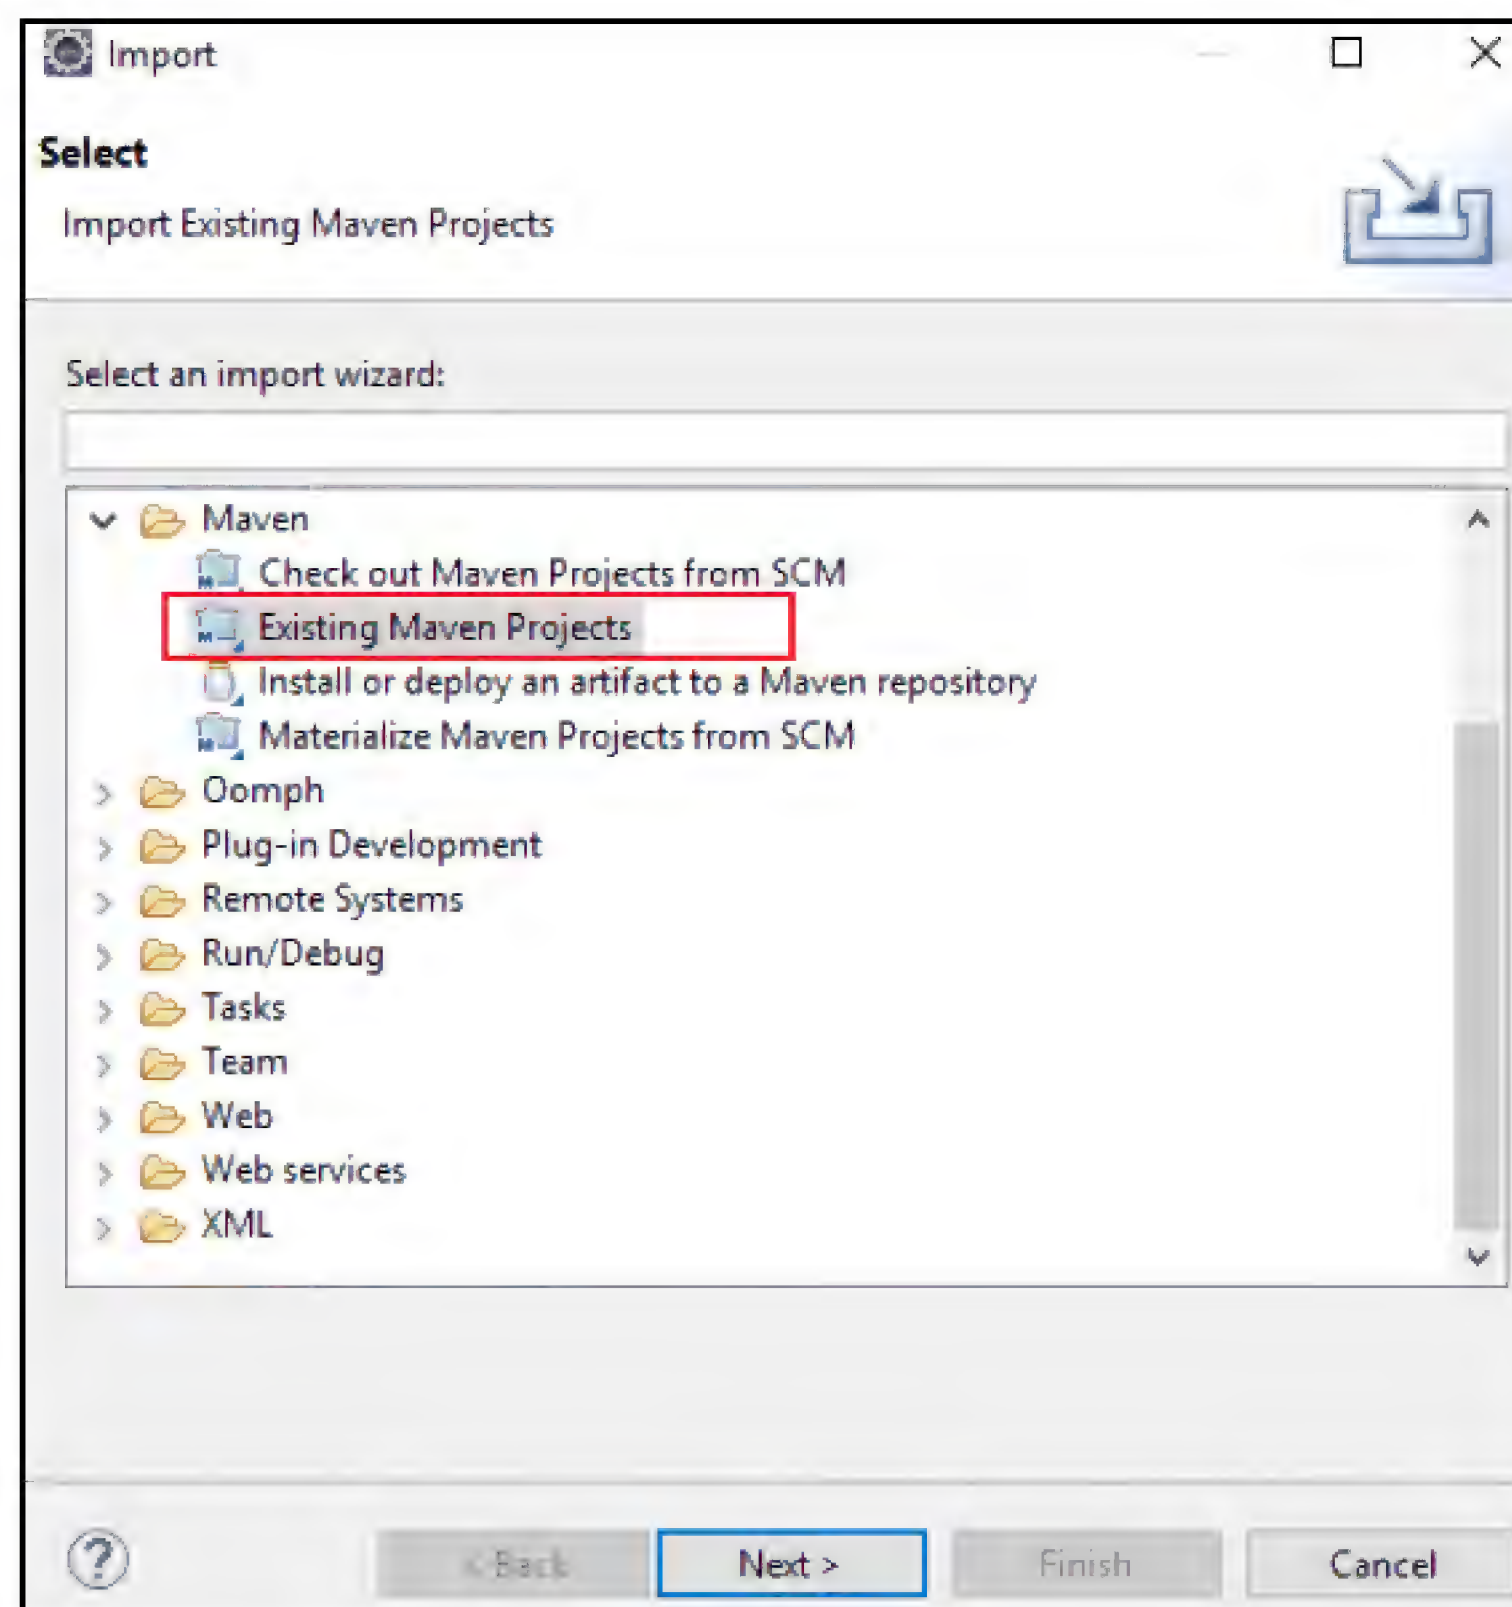 Import
Select
Import Existing Maven Projects
Select an import wizard:
Maven
Check out Maven Projects from SCM
Existing Maven Projects
Install or deploy an artifact to a Maven repository
Materialize Maven Projects from SCM
Oomph
Plug-in Development
Remote Systems
Run/Debug
Tasks
Team
Web
Web services
XML
< Back Next > Finish Cancel